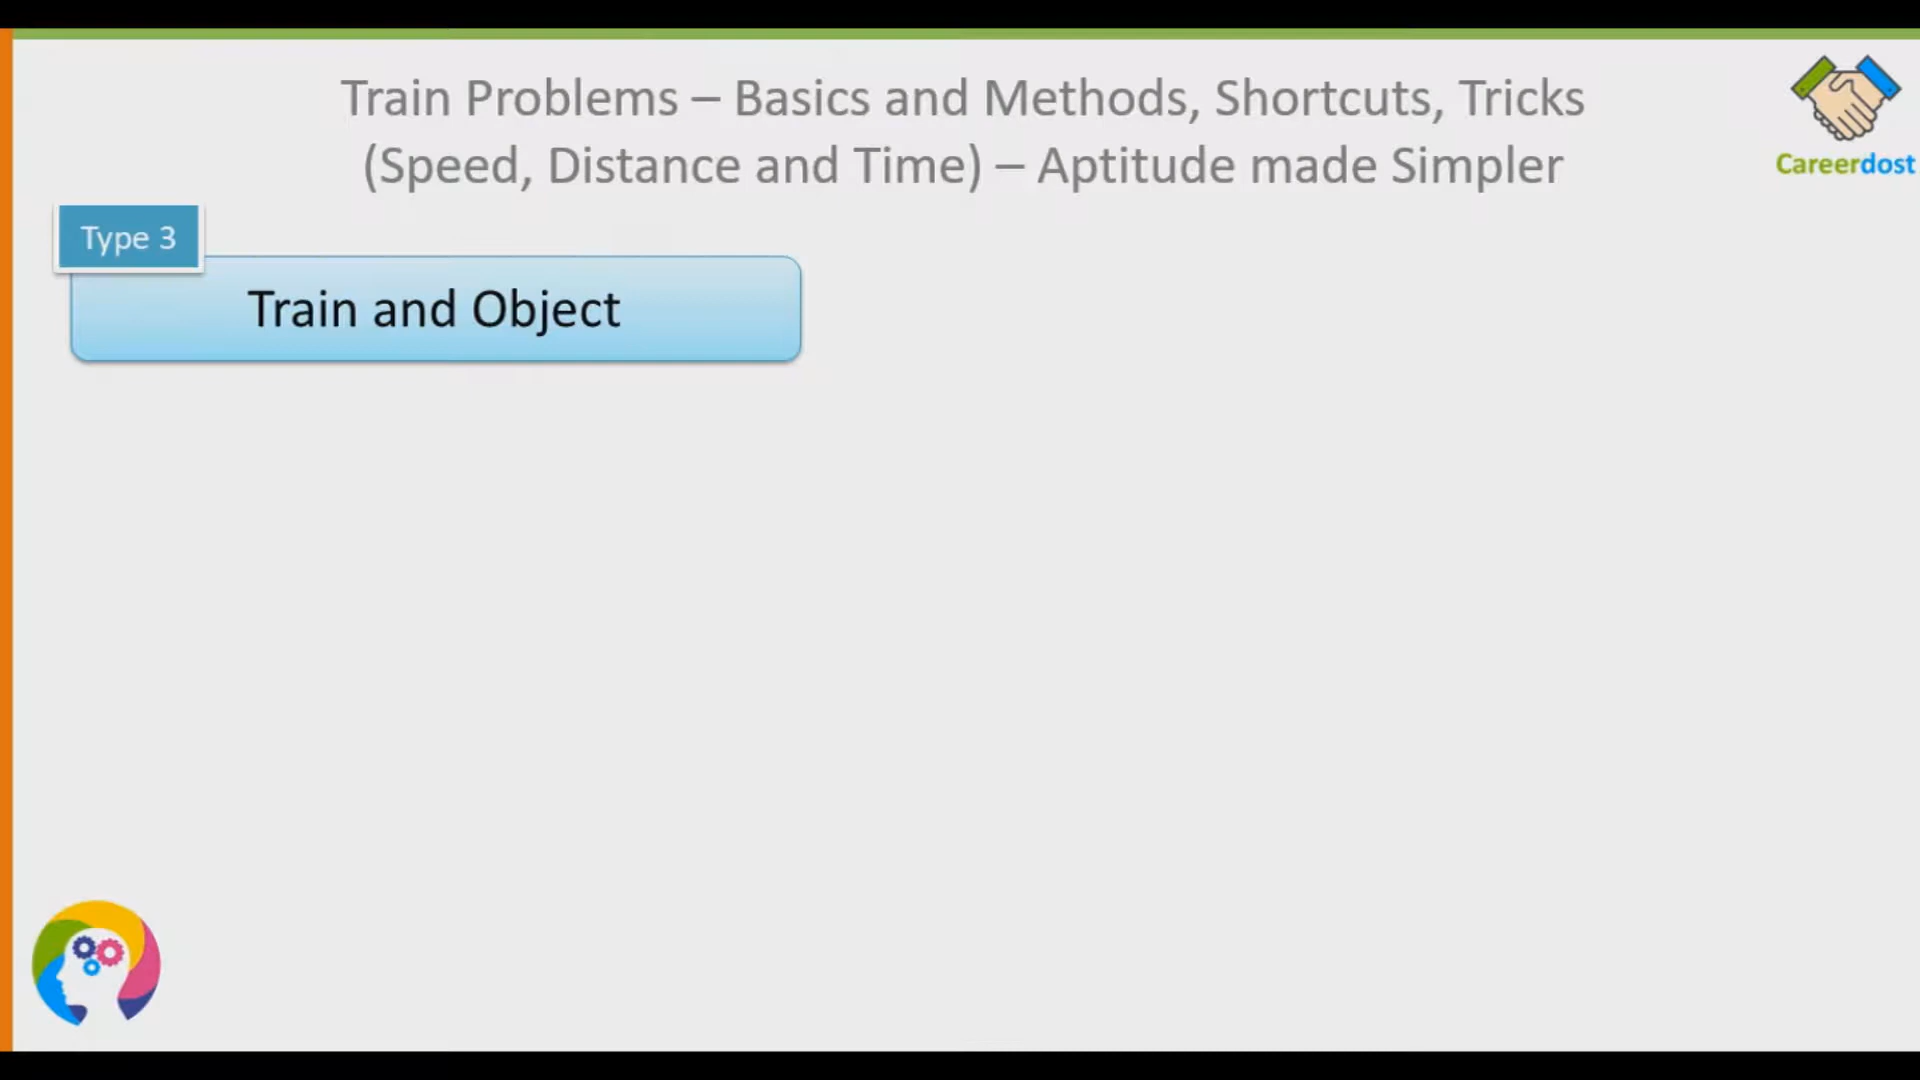 Train Problems – Basics and Methods, Shortcuts, Tricks
(Speed, Distance and Time) – Aptitude made Simpler
Careerdost
Type 3
Train and Object